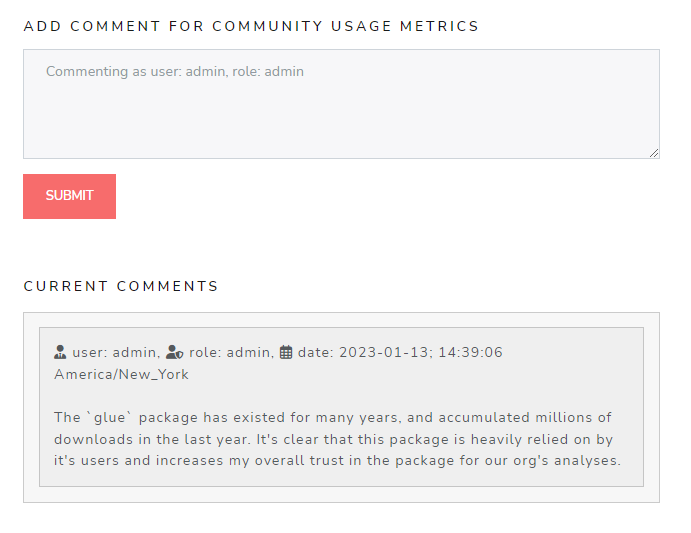 ADD COMMENT FOR COMMUNITY USAGE METRICS
Commenting as user: admin, role: admin
SUBMIT
CURRENT COMMENTS
user: admin, role: admin, date: 2023-01-13; 14:39:06
America/New_York
The `glue` package has existed for many years, and accumulated millions of
downloads in the last year. It's clear that this package is heavily relied on by
it's users and increases my overall trust in the package for our org's analyses.